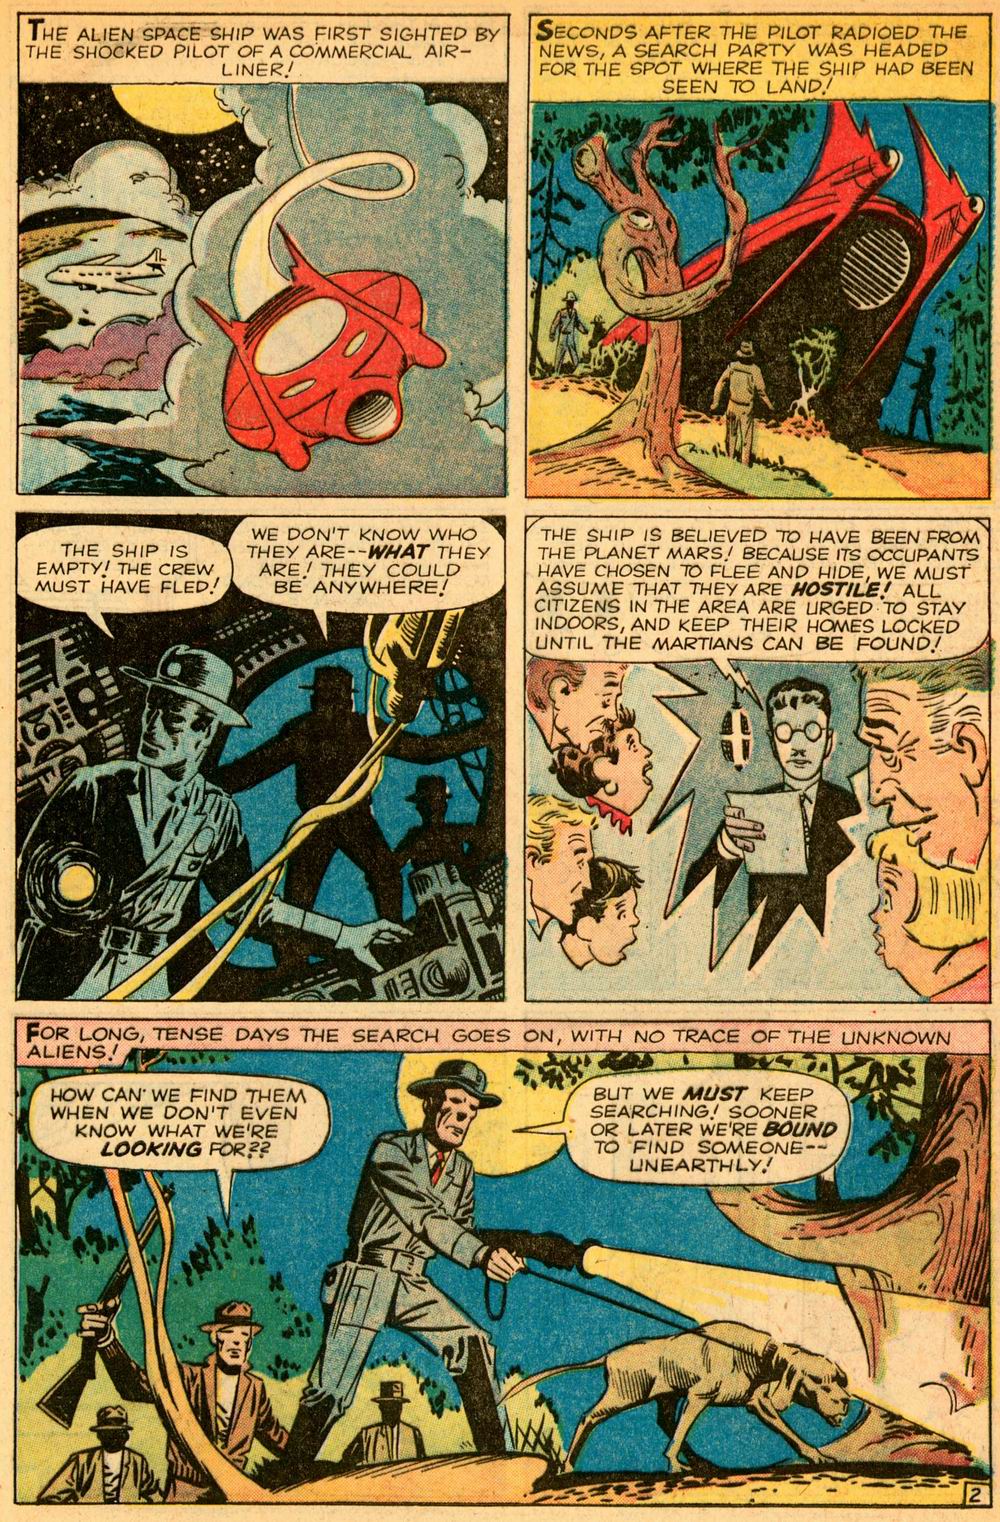 THE ALIEN SPACE SHIP WAS FIRST SIGHTED BY
THE SHOCKED PILOT OF A COMMERCIAL AIR-
LINER!
SECONDS AFTER THE PILOT RADIOED THE
NEWS, A SEARCH PARTY WAS HEADED
FOR THE SPOT WHERE THE SHIP HAD BEEN
SEEN TO LAND!
THE SHIP IS
EMPTY! THE CREW
MUST HAVE FLED!
WE DON'T KNOW WHO
THEY ARE--WHAT THEY
ARE! THEY COULD
BE ANYWHERE!
THE SHIP IS BELIEVED TO HAVE BEEN FROM
THE PLANET MARS! BECAUSE ITS OCCUPANTS
HAVE CHOSEN TO FLEE AND HIDE, WE MUST
ASSUME THAT THEY ARE HOSTILE! ALL
CITIZENS IN THE AREA ARE URGED TO STAY
INDOORS, AND KEEP THEIR HOMES LOCKED
UNTIL THE MARTIANS CAN BE FOUND!
FOR LONG, TENSE DAYS THE SEARCH GOES ON, WITH NO TRACE OF THE UNKNOWN
ALIENS!
HOW CAN WE FIND THEM
WHEN WE DON'T EVEN
KNOW WHAT WE'RE
LOOKING FOR??
BUT WE MUST KEEP
SEARCHING! SOONER
OR LATER WE'RE BOUND
TO FIND SOMEONE--
UNEARTHLY!
2